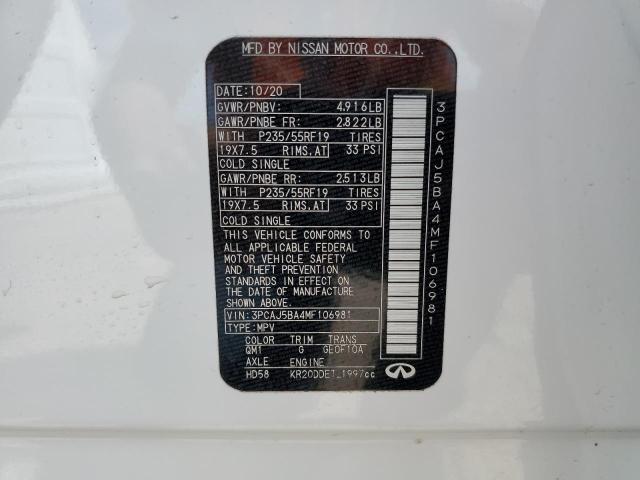 MFD BY NISSAN MOTOR CO.,LTD.
DATE: 10/20
GVWR/PNBV: 4,916LB
GAWR/PNBE FR: 2,822LB
WITH P235/55RF19 TIRES
19X7.5 RIMS,AT 33 PSI
COLD SINGLE
GAWR/PNBE RR: 2,513LB
WITH P235/55RF19 TIRES
19X7.5 RIMS,AT 33 PSI
COLD SINGLE
THIS VEHICLE CONFORMS TO
ALL APPLICABLE FEDERAL
MOTOR VEHICLE SAFETY
AND THEFT PREVENTION
STANDARDS IN EFFECT ON
THE DATE OF MANUFACTURE
SHOWN ABOVE.
VIN: 3PCAJ5BA4MF106981
TYPE: MPV
COLOR TRIM TRANS
QM1 G GE0F10A
AXLE ENGINE
HD58 KR20DDET 1997cc
3PCAJ5BA4MF106981